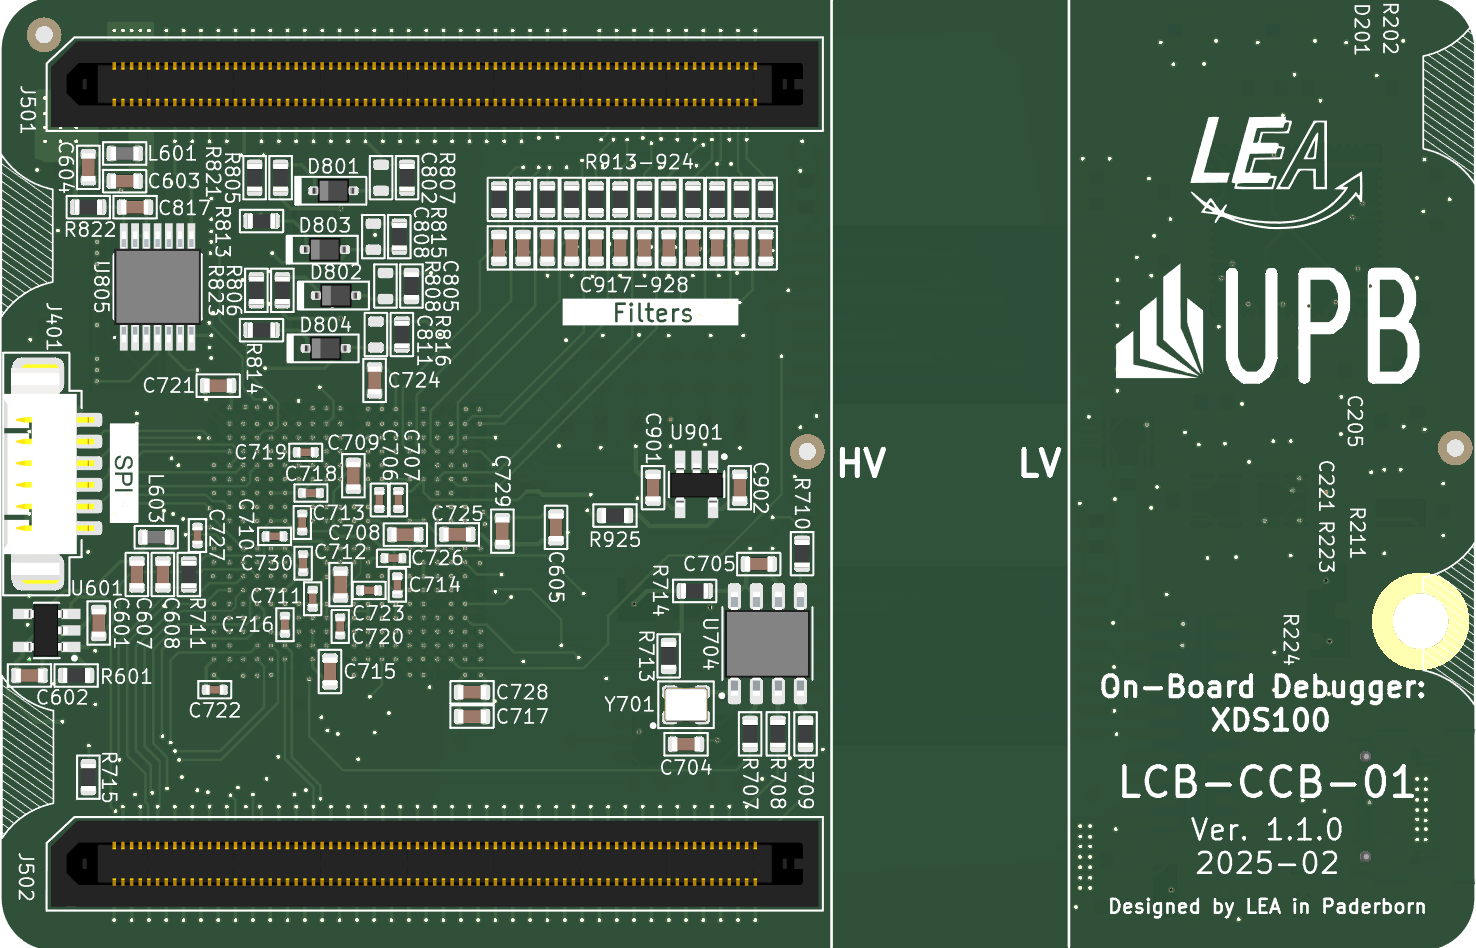 R202
D201
J501
C604
L601
C603
C817
R822
U805
R821
R805
R813
R823
R806
R814
D801
D803
D802
D804
C802
R807
C808
R815
R808
C805
C811
R816
R913-924
C917-928
Filters
LEA
UPB
J401
SPI
C721
C724
C719
C709
C718
C706
C707
C713
C708
C725
C729
C710
C730
C712
C726
C711
C714
C723
C716
C720
C715
C728
C717
C722
L603
C727
U601
C601
C607
C608
R711
R601
C602
R715
C605
R925
C901
U901
C902
R710
C705
R714
R713
U704
Y701
C704
R707
R708
R709
HV
LV
C205
C221
R223
R211
R224
On-Board Debugger:
XDS100
LCB-CCB-01
Ver. 1.1.0
2025-02
Designed by LEA in Paderborn
J502